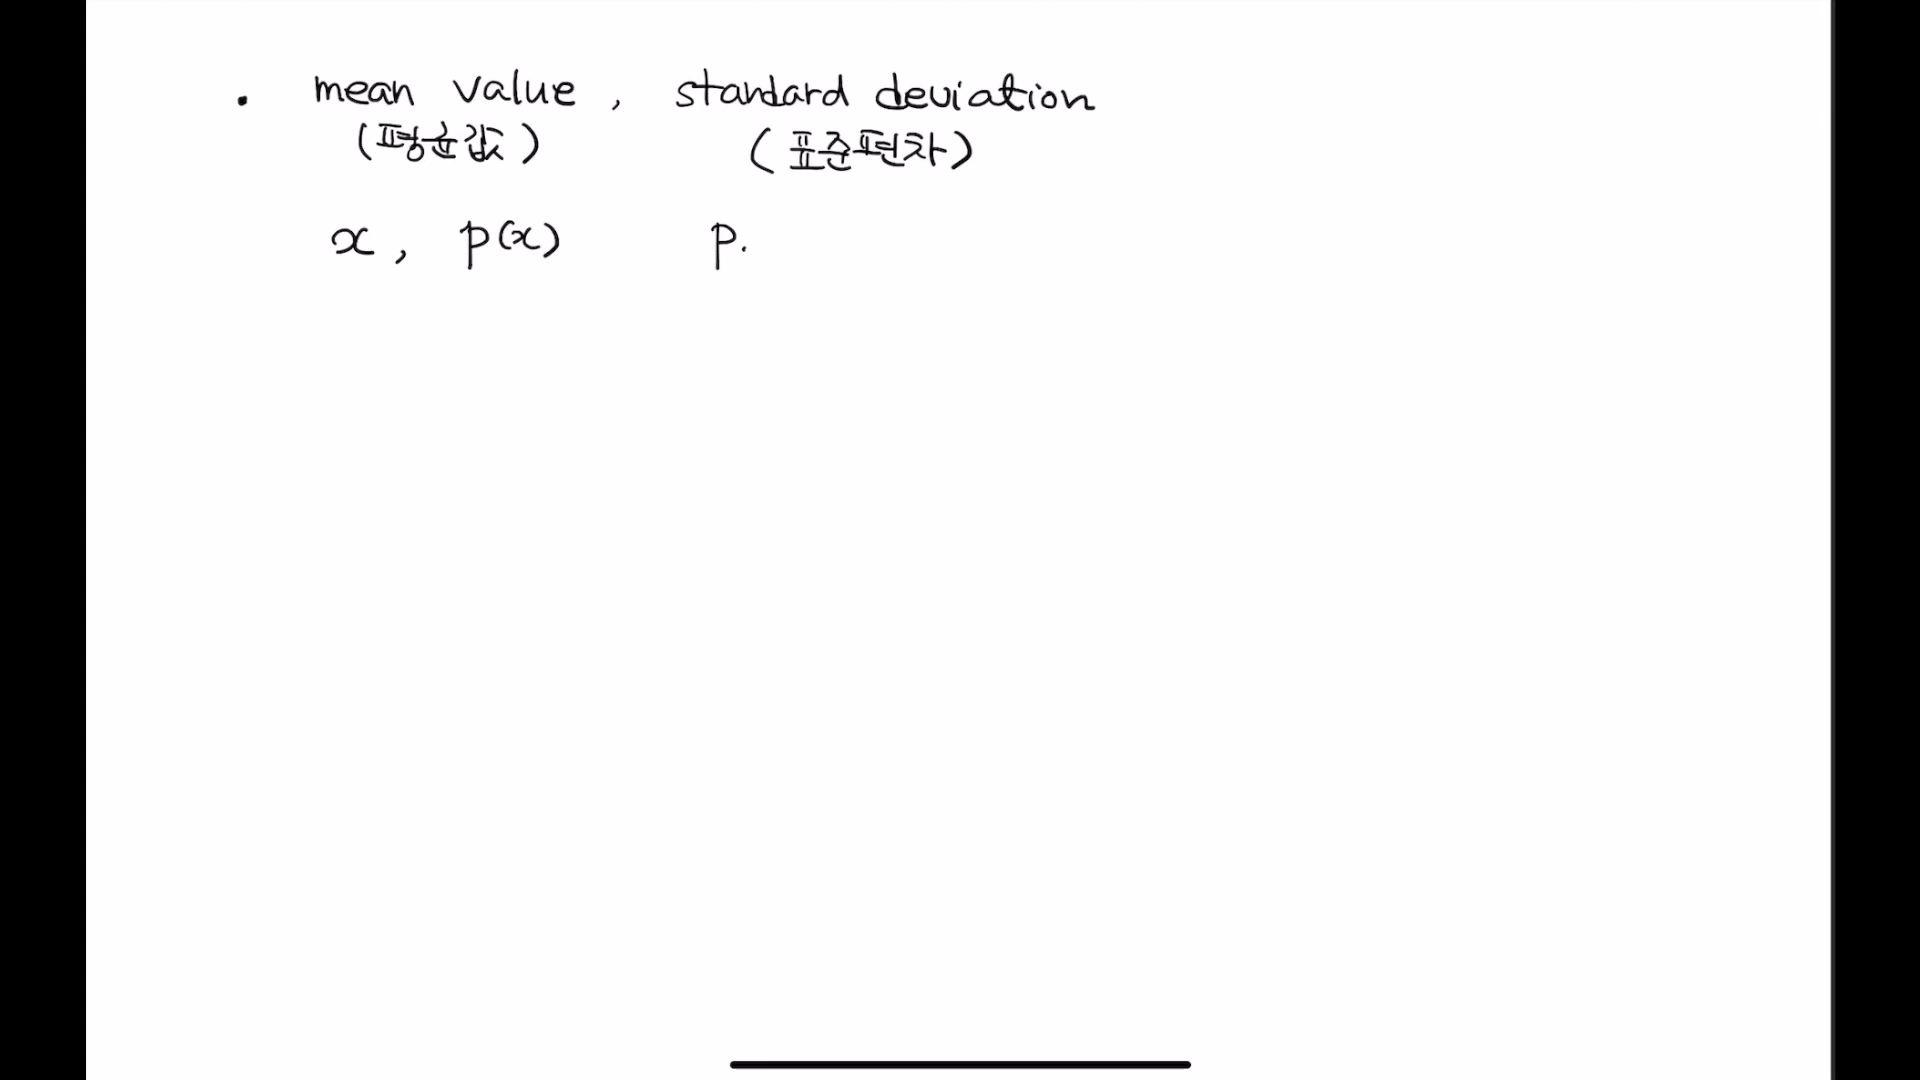 . mean value , standard deviation
(평균값) (표준편차)
x , p(x) p.